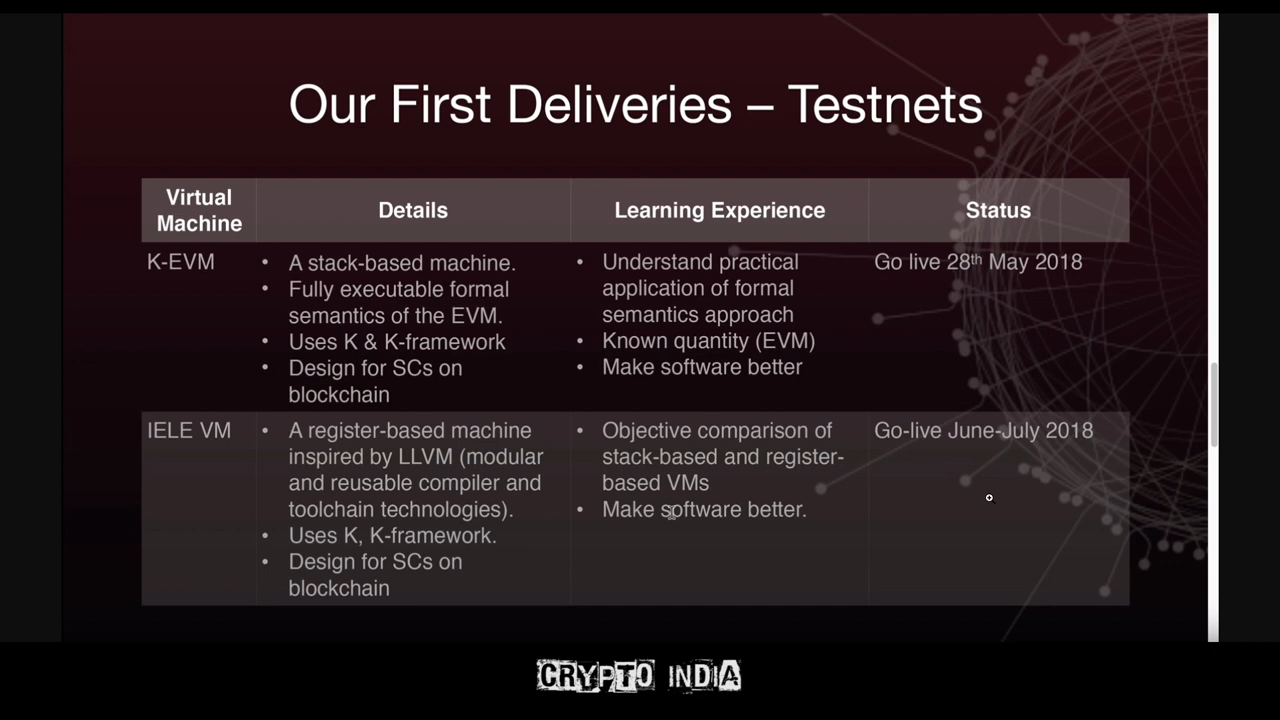 Our First Deliveries – Testnets
Virtual
Machine
Details
Learning Experience
Status
K-EVM
• A stack-based machine.
• Fully executable formal
semantics of the EVM.
• Uses K & K-framework
• Design for SCs on
blockchain
• Understand practical
application of formal
semantics approach
• Known quantity (EVM)
• Make software better
Go live 28th May 2018
IELE VM
• A register-based machine
inspired by LLVM (modular
and reusable compiler and
toolchain technologies).
• Uses K, K-framework.
• Design for SCs on
blockchain
• Objective comparison of
stack-based and register-
based VMs
• Make software better.
Go-live June-July 2018
CRYPTO INDIA